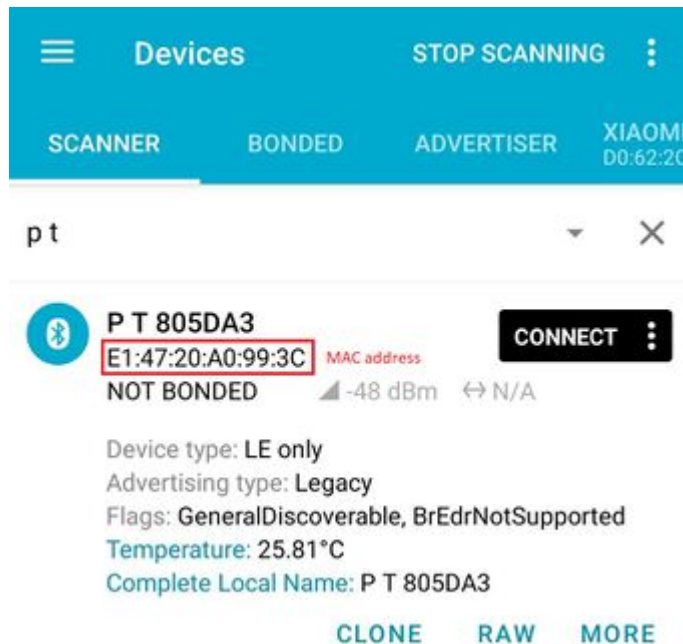 Devices STOP SCANNING
SCANNER BONDED ADVERTISER XIAOMI
D0:62:20
p t
P T 805DA3
CONNECT
E1:47:20:A0:99:3C MAC address
NOT BONDED -48 dBm N/A
Device type: LE only
Advertising type: Legacy
Flags: GeneralDiscoverable, BrEdrNotSupported
Temperature: 25.81°C
Complete Local Name: P T 805DA3
CLONE RAW MORE